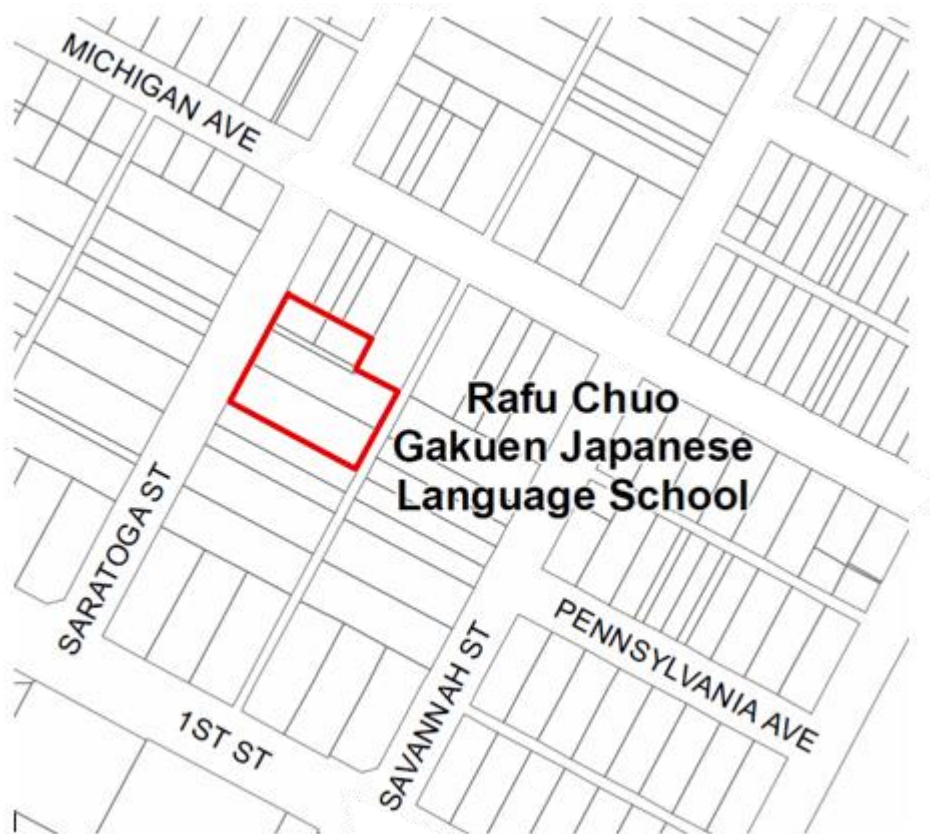 MICHIGAN AVE
Rafu Chuo
Gakuen Japanese
Language School
SARATOGA ST
PENNSYLVANIA AVE
SAVANNAH ST
1ST ST